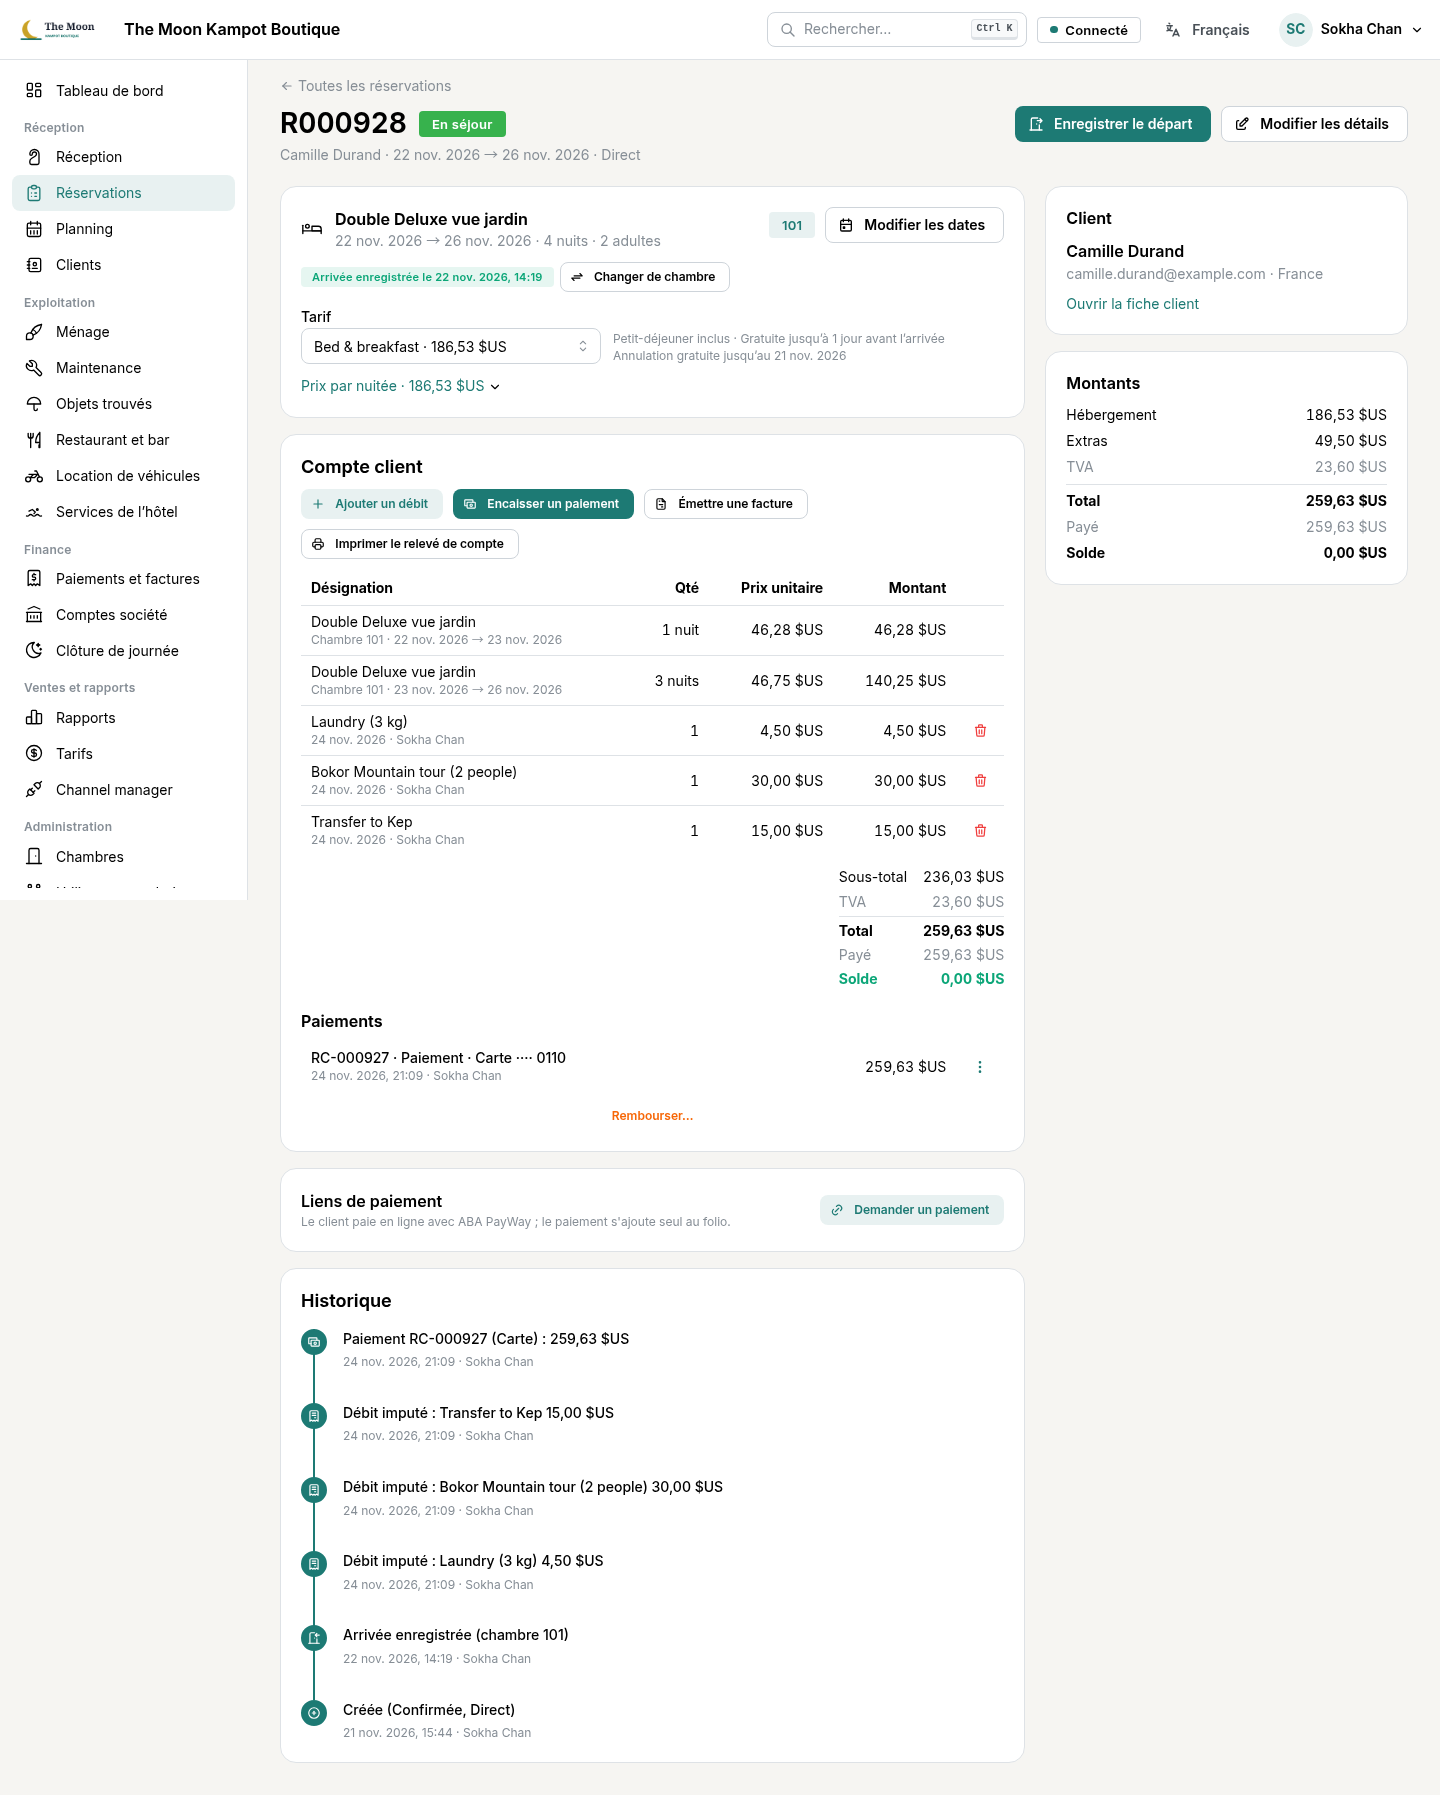 The Moon
KAMPOT BOUTIQUE
The Moon Kampot Boutique
Rechercher...
Ctrl K
Connecté
Français
SC
Sokha Chan
Tableau de bord
Réception
Réception
Réservations
Planning
Clients
Exploitation
Ménage
Maintenance
Objets trouvés
Restaurant et bar
Location de véhicules
Services de l’hôtel
Finance
Paiements et factures
Comptes société
Clôture de journée
Ventes et rapports
Rapports
Tarifs
Channel manager
Administration
Chambres
← Toutes les réservations
R000928
En séjour
Camille Durand · 22 nov. 2026 → 26 nov. 2026 · Direct
Enregistrer le départ
Modifier les détails
Double Deluxe vue jardin
22 nov. 2026 → 26 nov. 2026 · 4 nuits · 2 adultes
101
Modifier les dates
Arrivée enregistrée le 22 nov. 2026, 14:19
Changer de chambre
Tarif
Bed & breakfast · 186,53 $US
Petit-déjeuner inclus · Gratuite jusqu’à 1 jour avant l’arrivée
Annulation gratuite jusqu’au 21 nov. 2026
Prix par nuitée · 186,53 $US
Compte client
Ajouter un débit
Encaisser un paiement
Émettre une facture
Imprimer le relevé de compte
Désignation Qté Prix unitaire Montant
Double Deluxe vue jardin
Chambre 101 · 22 nov. 2026 → 23 nov. 2026
1 nuit 46,28 $US 46,28 $US
Double Deluxe vue jardin
Chambre 101 · 23 nov. 2026 → 26 nov. 2026
3 nuits 46,75 $US 140,25 $US
Laundry (3 kg)
24 nov. 2026 · Sokha Chan
1 4,50 $US 4,50 $US
Bokor Mountain tour (2 people)
24 nov. 2026 · Sokha Chan
1 30,00 $US 30,00 $US
Transfer to Kep
24 nov. 2026 · Sokha Chan
1 15,00 $US 15,00 $US
Sous-total 236,03 $US
TVA 23,60 $US
Total 259,63 $US
Payé 259,63 $US
Solde 0,00 $US
Paiements
RC-000927 · Paiement · Carte ···· 0110
24 nov. 2026, 21:09 · Sokha Chan
259,63 $US
Rembourser...
Liens de paiement
Le client paie en ligne avec ABA PayWay ; le paiement s'ajoute seul au folio.
Demander un paiement
Historique
Paiement RC-000927 (Carte) : 259,63 $US
24 nov. 2026, 21:09 · Sokha Chan
Débit imputé : Transfer to Kep 15,00 $US
24 nov. 2026, 21:09 · Sokha Chan
Débit imputé : Bokor Mountain tour (2 people) 30,00 $US
24 nov. 2026, 21:09 · Sokha Chan
Débit imputé : Laundry (3 kg) 4,50 $US
24 nov. 2026, 21:09 · Sokha Chan
Arrivée enregistrée (chambre 101)
22 nov. 2026, 14:19 · Sokha Chan
Créée (Confirmée, Direct)
21 nov. 2026, 15:44 · Sokha Chan
Client
Camille Durand
camille.durand@example.com · France
Ouvrir la fiche client
Montants
Hébergement 186,53 $US
Extras 49,50 $US
TVA 23,60 $US
Total 259,63 $US
Payé 259,63 $US
Solde 0,00 $US